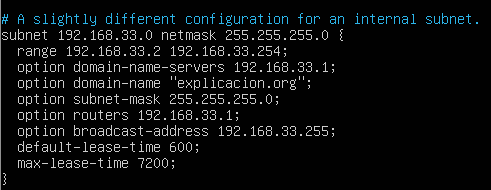 # A slightly different configuration for an internal subnet.
subnet 192.168.33.0 netmask 255.255.255.0 {
  range 192.168.33.2 192.168.33.254;
  option domain-name-servers 192.168.33.1;
  option domain-name "explicacion.org";
  option subnet-mask 255.255.255.0;
  option routers 192.168.33.1;
  option broadcast-address 192.168.33.255;
  default-lease-time 600;
  max-lease-time 7200;
}